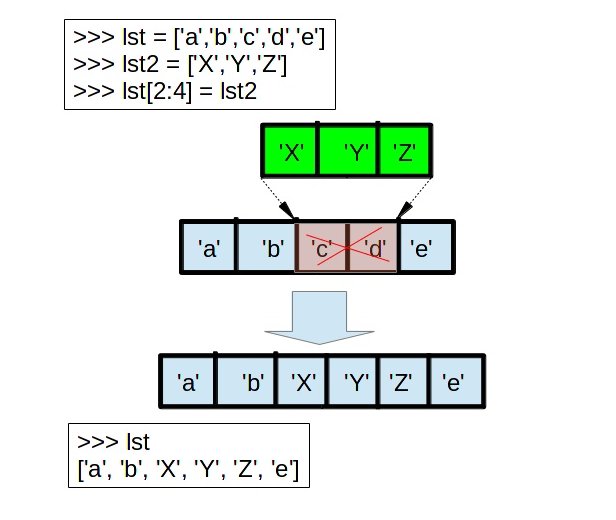 >>> lst = ['a','b','c','d','e']
>>> lst2 = ['X','Y','Z']
>>> lst[2:4] = lst2
'X' 'Y' 'Z'
'a' 'b' 'c' 'd' 'e'
'a' 'b' 'X' 'Y' 'Z' 'e'
>>> lst
['a', 'b', 'X', 'Y', 'Z', 'e']